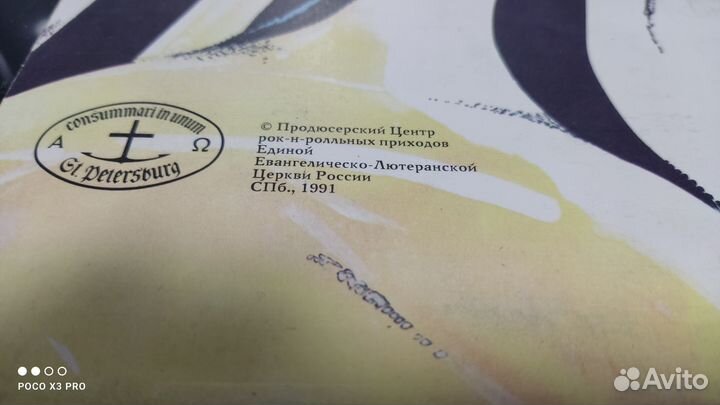 consummari in unum
Α Ω
St. Petersburg
© Продюсерский Центр
рок-н-ролльных приходов
Единой
Евангелическо-Лютеранской
Церкви России
СПб., 1991
POCO X3 PRO
Avito